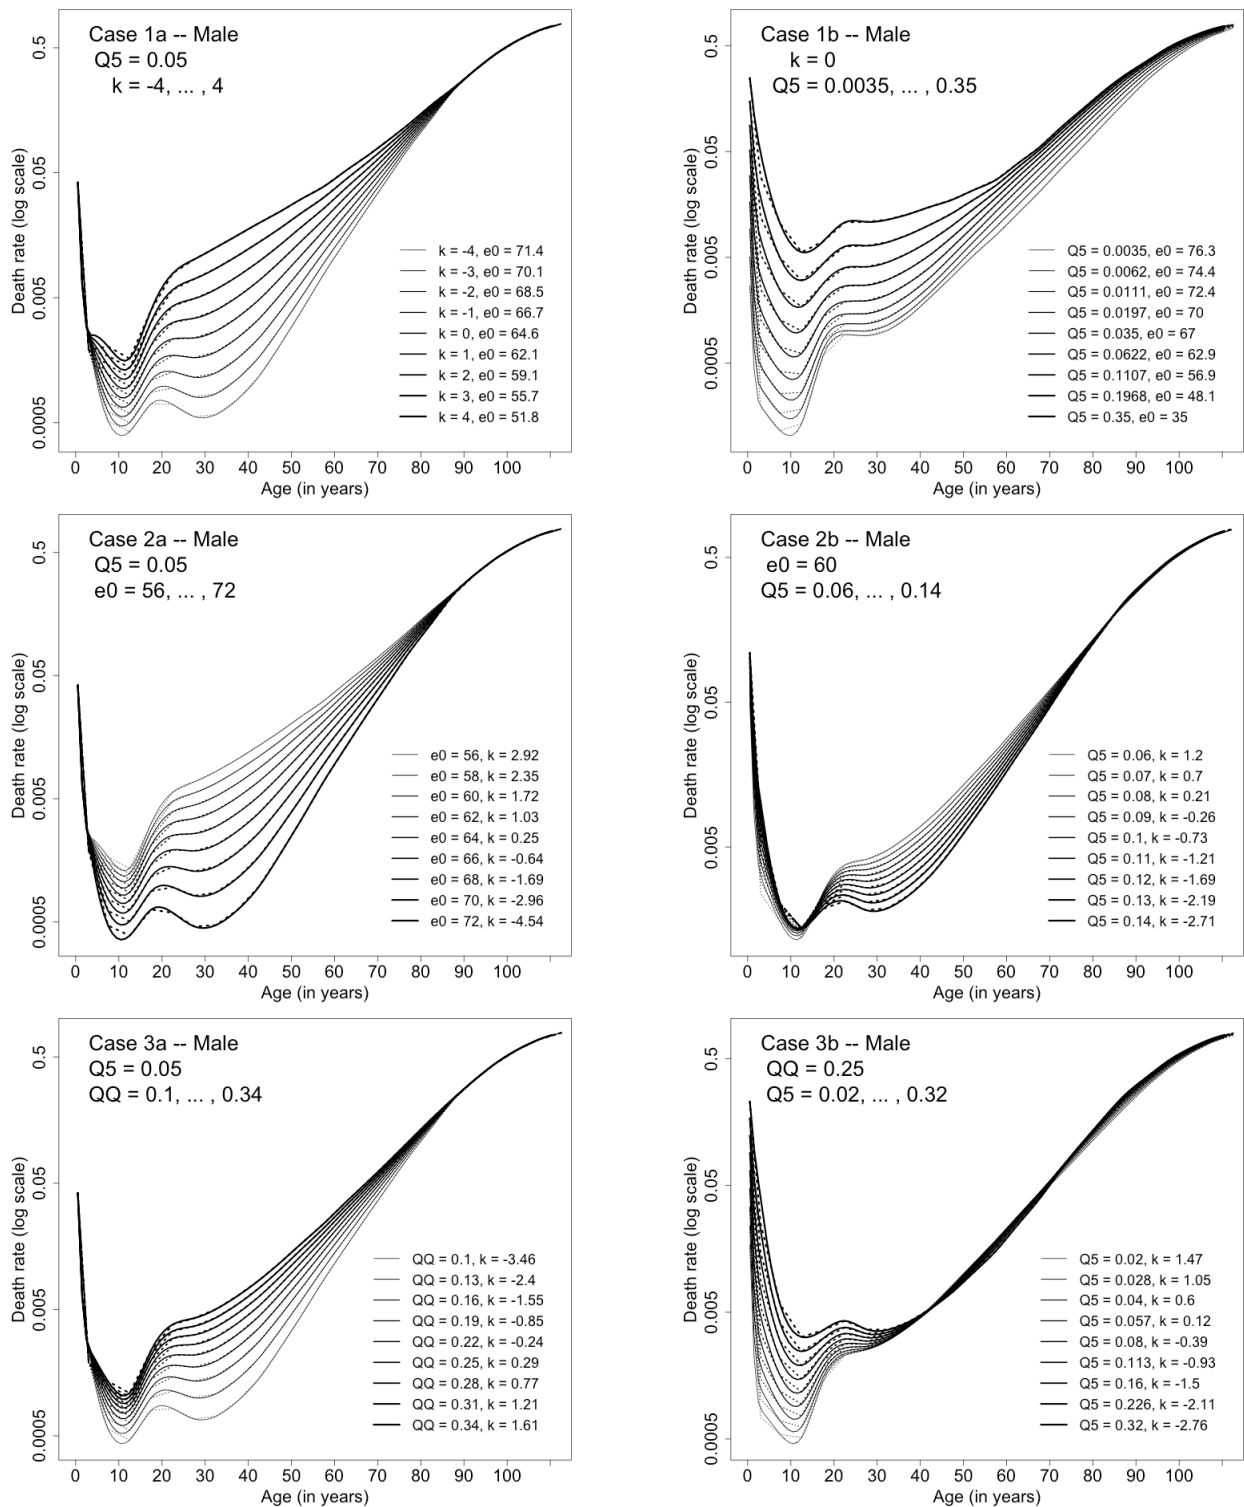 Case 1a -- Male
Q5 = 0.05
k = -4, ... , 4
Death rate (log scale)
0.5
0.05
0.005
0.0005
k = -4, e0 = 71.4
k = -3, e0 = 70.1
k = -2, e0 = 68.5
k = -1, e0 = 66.7
k = 0, e0 = 64.6
k = 1, e0 = 62.1
k = 2, e0 = 59.1
k = 3, e0 = 55.7
k = 4, e0 = 51.8
0 10 20 30 40 50 60 70 80 90 100
Age (in years)
Case 1b -- Male
k = 0
Q5 = 0.0035, ... , 0.35
Death rate (log scale)
0.5
0.05
0.005
0.0005
Q5 = 0.0035, e0 = 76.3
Q5 = 0.0062, e0 = 74.4
Q5 = 0.0111, e0 = 72.4
Q5 = 0.0197, e0 = 70
Q5 = 0.035, e0 = 67
Q5 = 0.0622, e0 = 62.9
Q5 = 0.1107, e0 = 56.9
Q5 = 0.1968, e0 = 48.1
Q5 = 0.35, e0 = 35
0 10 20 30 40 50 60 70 80 90 100
Age (in years)
Case 2a -- Male
Q5 = 0.05
e0 = 56, ... , 72
Death rate (log scale)
0.5
0.05
0.005
0.0005
e0 = 56, k = 2.92
e0 = 58, k = 2.35
e0 = 60, k = 1.72
e0 = 62, k = 1.03
e0 = 64, k = 0.25
e0 = 66, k = -0.64
e0 = 68, k = -1.69
e0 = 70, k = -2.96
e0 = 72, k = -4.54
0 10 20 30 40 50 60 70 80 90 100
Age (in years)
Case 2b -- Male
e0 = 60
Q5 = 0.06, ... , 0.14
Death rate (log scale)
0.5
0.05
0.005
Q5 = 0.06, k = 1.2
Q5 = 0.07, k = 0.7
Q5 = 0.08, k = 0.21
Q5 = 0.09, k = -0.26
Q5 = 0.1, k = -0.73
Q5 = 0.11, k = -1.21
Q5 = 0.12, k = -1.69
Q5 = 0.13, k = -2.19
Q5 = 0.14, k = -2.71
0 10 20 30 40 50 60 70 80 90 100
Age (in years)
Case 3a -- Male
Q5 = 0.05
QQ = 0.1, ... , 0.34
Death rate (log scale)
0.5
0.05
0.005
0.0005
QQ = 0.1, k = -3.46
QQ = 0.13, k = -2.4
QQ = 0.16, k = -1.55
QQ = 0.19, k = -0.85
QQ = 0.22, k = -0.24
QQ = 0.25, k = 0.29
QQ = 0.28, k = 0.77
QQ = 0.31, k = 1.21
QQ = 0.34, k = 1.61
0 10 20 30 40 50 60 70 80 90 100
Age (in years)
Case 3b -- Male
QQ = 0.25
Q5 = 0.02, ... , 0.32
Death rate (log scale)
0.5
0.05
0.005
0.0005
Q5 = 0.02, k = 1.47
Q5 = 0.028, k = 1.05
Q5 = 0.04, k = 0.6
Q5 = 0.057, k = 0.12
Q5 = 0.08, k = -0.39
Q5 = 0.113, k = -0.93
Q5 = 0.16, k = -1.5
Q5 = 0.226, k = -2.11
Q5 = 0.32, k = -2.76
0 10 20 30 40 50 60 70 80 90 100
Age (in years)